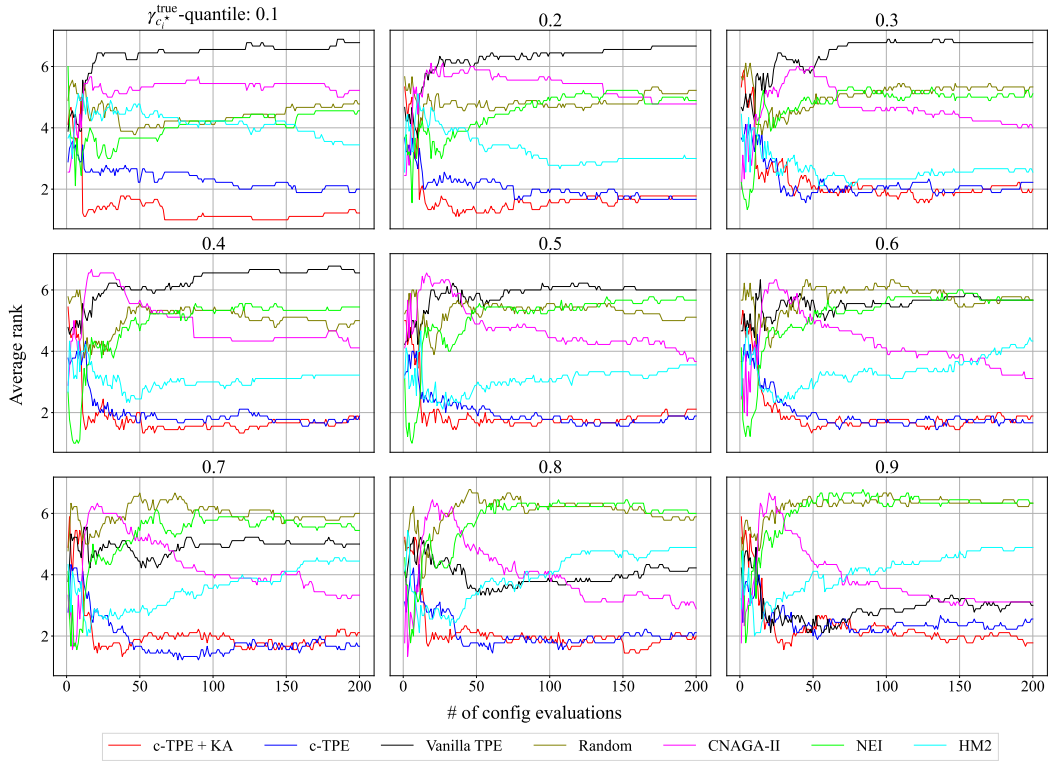 γ_{c_i^⋆}^{true}-quantile: 0.1
0.2
0.3
6
4
2
0.4
0.5
0.6
6
4
2
Average rank
0.7
0.8
0.9
6
4
2
0 50 100 150 200
0 50 100 150 200
0 50 100 150 200
# of config evaluations
c-TPE + KA c-TPE Vanilla TPE Random CNAGA-II NEI HM2